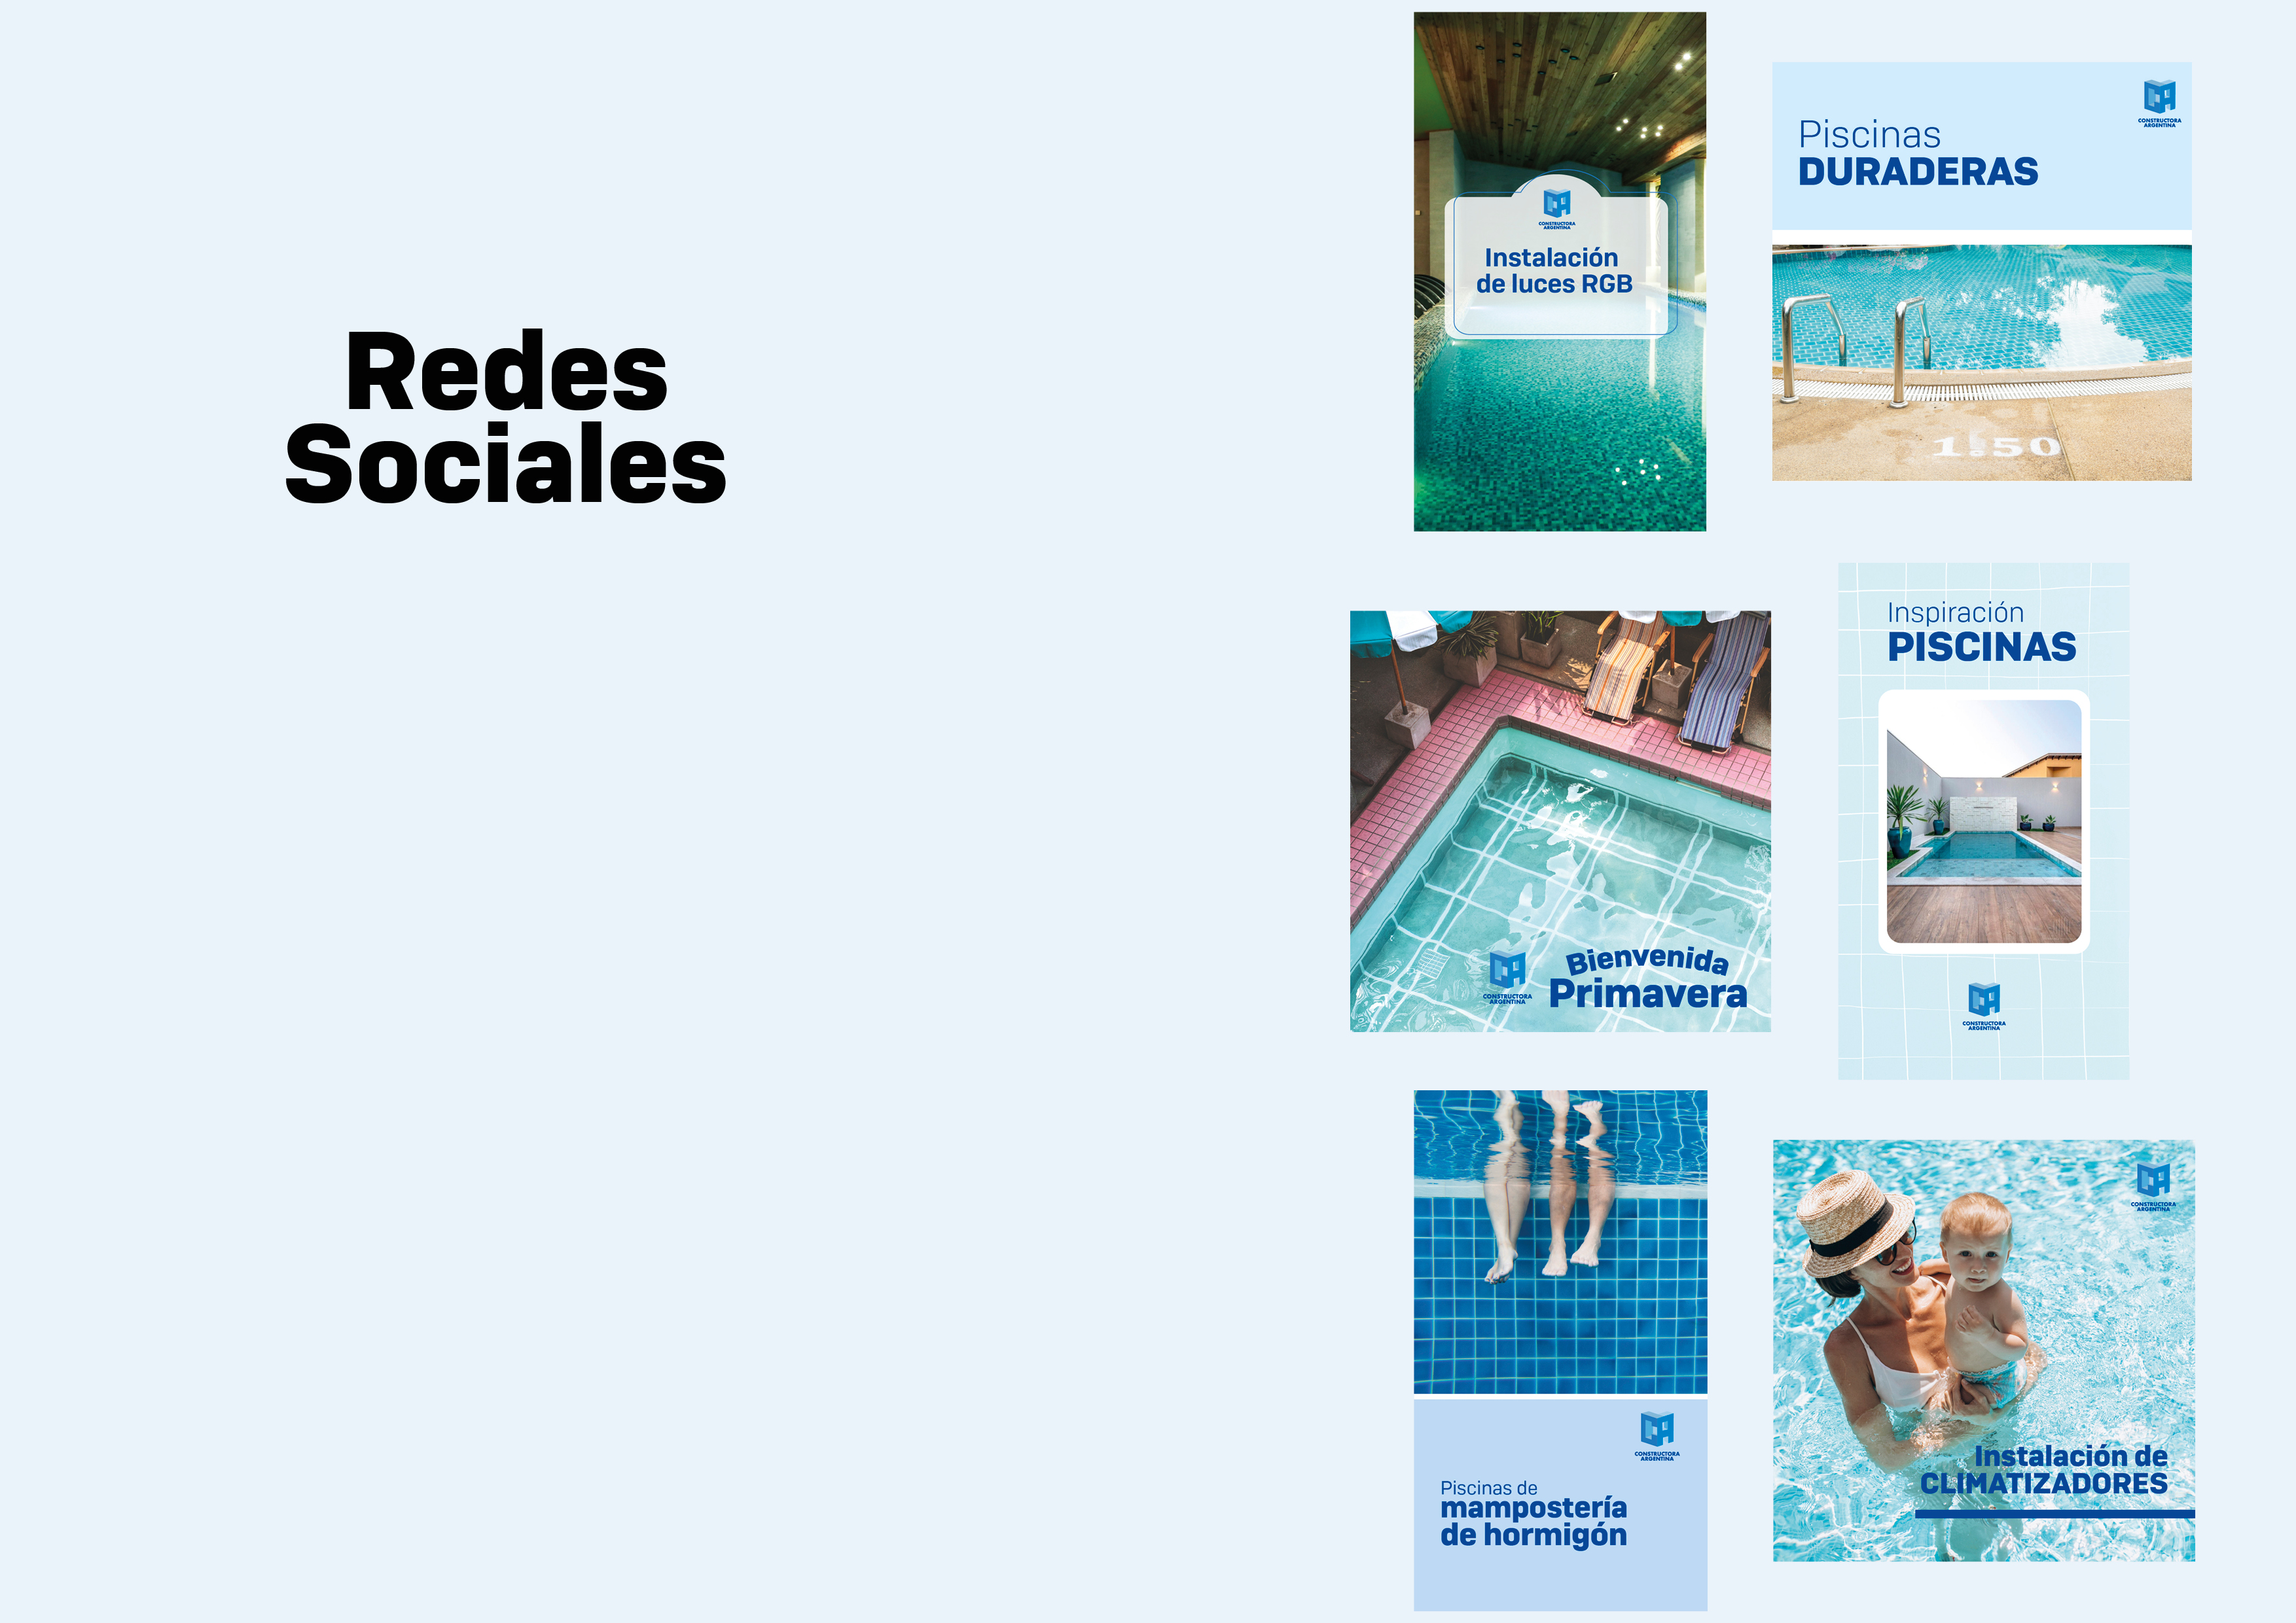 Redes
Sociales
CONSTRUCTORA
ARGENTINA
Instalación
de luces RGB
CONSTRUCTORA
ARGENTINA
Piscinas
DURADERAS
1.50
Bienvenida
Primavera
CONSTRUCTORA
ARGENTINA
Inspiración
PISCINAS
CONSTRUCTORA
ARGENTINA
CONSTRUCTORA
ARGENTINA
Piscinas de
mampostería
de hormigón
CONSTRUCTORA
ARGENTINA
Instalación de
CLIMATIZADORES